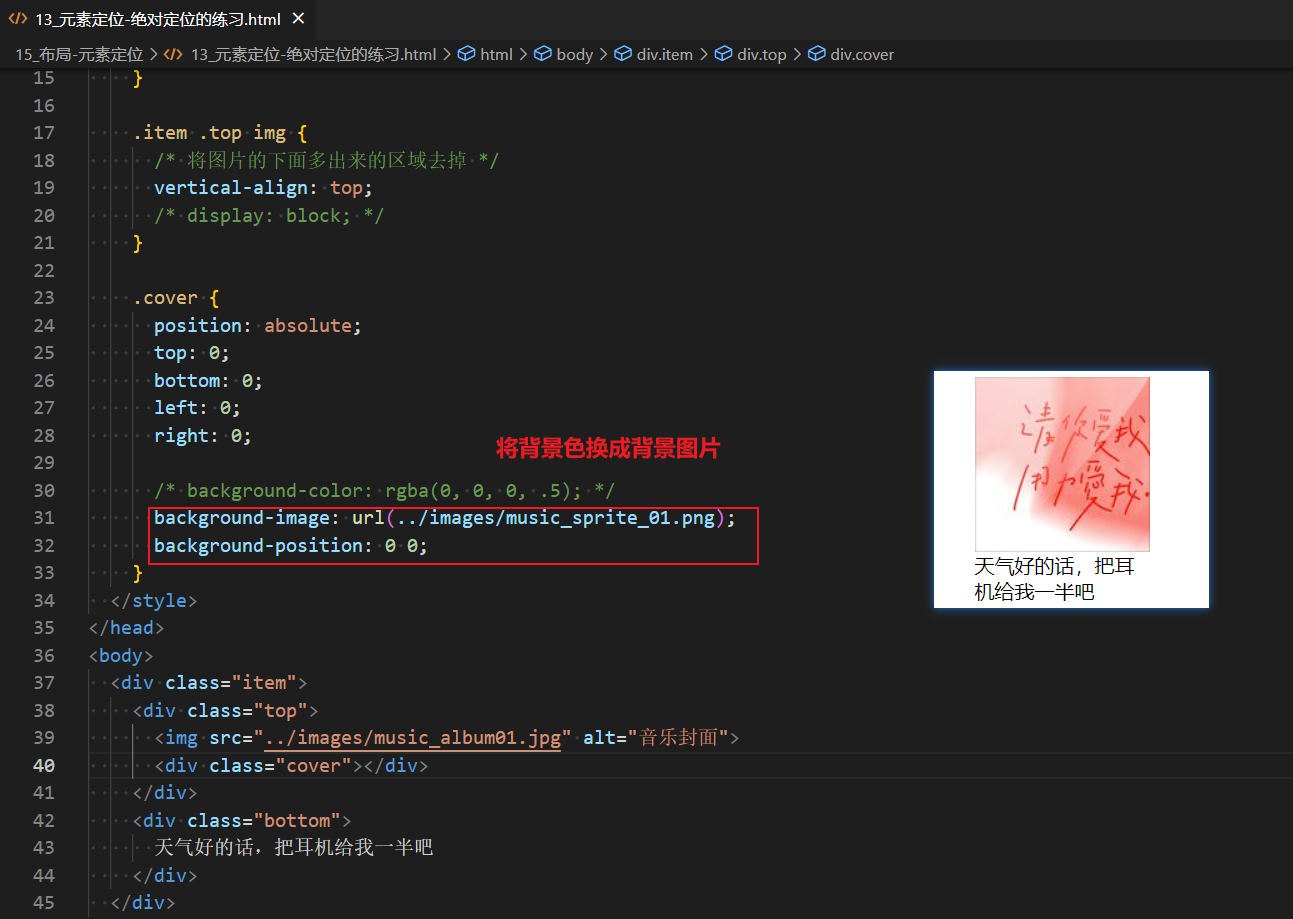 13_元素定位-绝对定位的练习.html
15_布局-元素定位 > 13_元素定位-绝对定位的练习.html > html > body > div.item > div.top > div.cover
15 }
16
17 .item .top img {
18 /* 将图片的下面多出来的区域去掉 */
19 vertical-align: top;
20 /* display: block; */
21 }
22
23 .cover {
24 position: absolute;
25 top: 0;
26 bottom: 0;
27 left: 0;
28 right: 0;
将背景色换成背景图片
29
30 /* background-color: rgba(0, 0, 0, .5); */
31 background-image: url(../images/music_sprite_01.png);
32 background-position: 0 0;
33 }
34 </style>
35 </head>
36 <body>
37 <div class="item">
38 <div class="top">
39 <img src="../images/music_album01.jpg" alt="音乐封面">
40 <div class="cover"></div>
41 </div>
42 <div class="bottom">
43 天气好的话，把耳机给我一半吧
44 </div>
45 </div>
請你愛我
用力愛我.
天气好的话，把耳
机给我一半吧